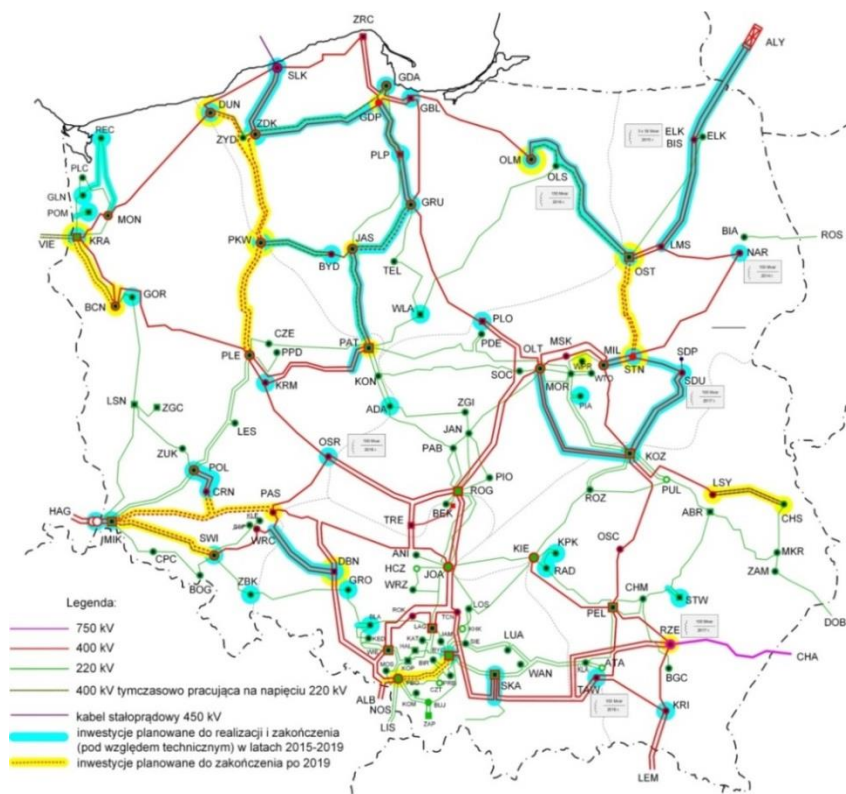 ZRC
ALY
SLK
GDA
DUN
GDP
GBL
ZYD
ZDK
REC
PLP
ELK
BIS
ELK
PLC
OLM
OLS
GLN
POM
MON
GRU
BIA
ROS
VIE
KRA
PKW
JAS
LMS
NAR
BYD
TEL
OST
BCN
GOR
WLA
PLO
CZE
PAT
PDE
OLT
MSK
MIL
STN
SDP
PLE
PPD
KRM
KON
SOC
MOR
WTO
SDU
ADA
PIA
LSN
ZGC
ZGI
JAN
PAB
LES
KOZ
ZUK
POL
OSR
PIO
CRN
ROG
ROZ
PUL
LSY
PAS
BEK
CHS
HAG
MIK
TRE
ABR
SWI
WRC
OSC
ANI
KIE
KPK
MKR
CPC
DBN
HCZ
JOA
RAD
ZAM
BOG
ZBK
GRO
WRZ
CHM
STW
Legenda:
ROK
LOS
PEL
DOB
750 kV
RZE
400 kV
LUA
CHA
220 kV
WAN
ATA
BGC
400 kV tymczasowo pracująca na napięciu 220 kV
SKA
TAW
ALB
NOS
KOM
BUJ
KRI
kabel stałoprądowy 450 kV
LIS
ZAP
inwestycje planowane do realizacji i zakończenia
(pod względem technicznym) w latach 2015-2019
inwestycje planowane do zakończenia po 2019
LEM